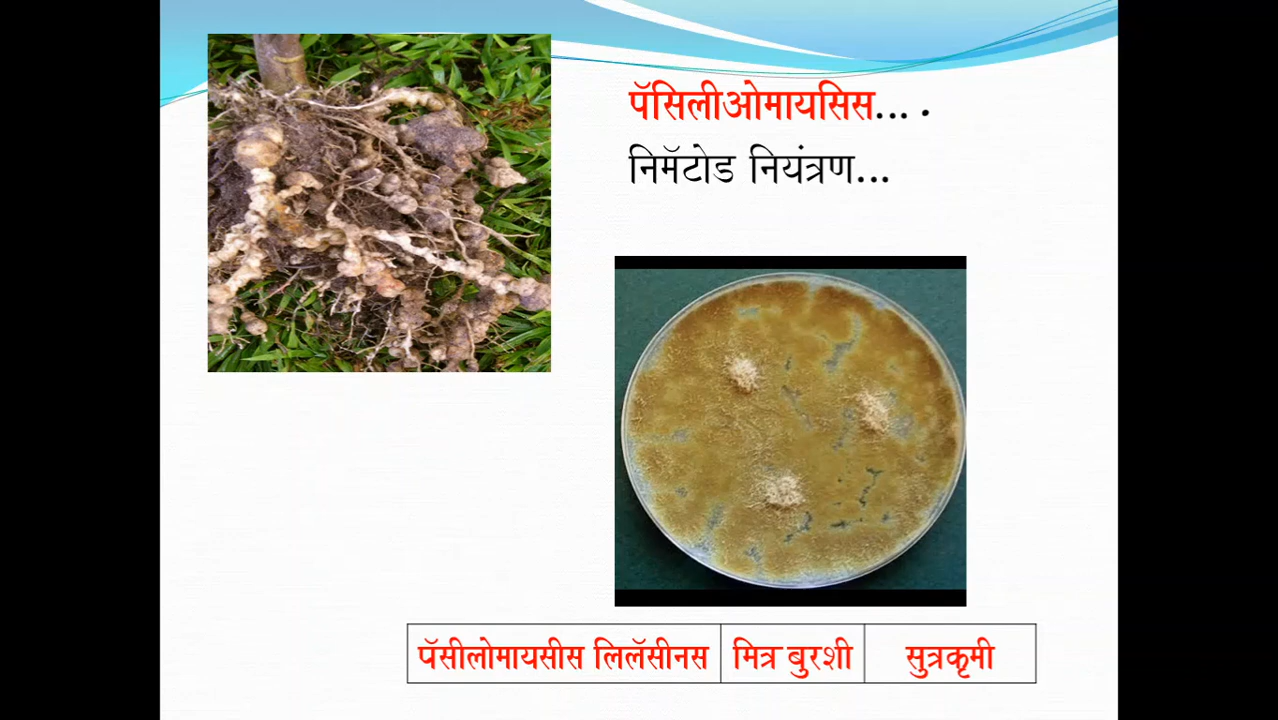 पॅसिलीओमायसिस... .
निमॅटोड नियंत्रण...
पॅसीलोमायसीस लिलॅसीनस मित्र बुरशी सुत्रकृमी